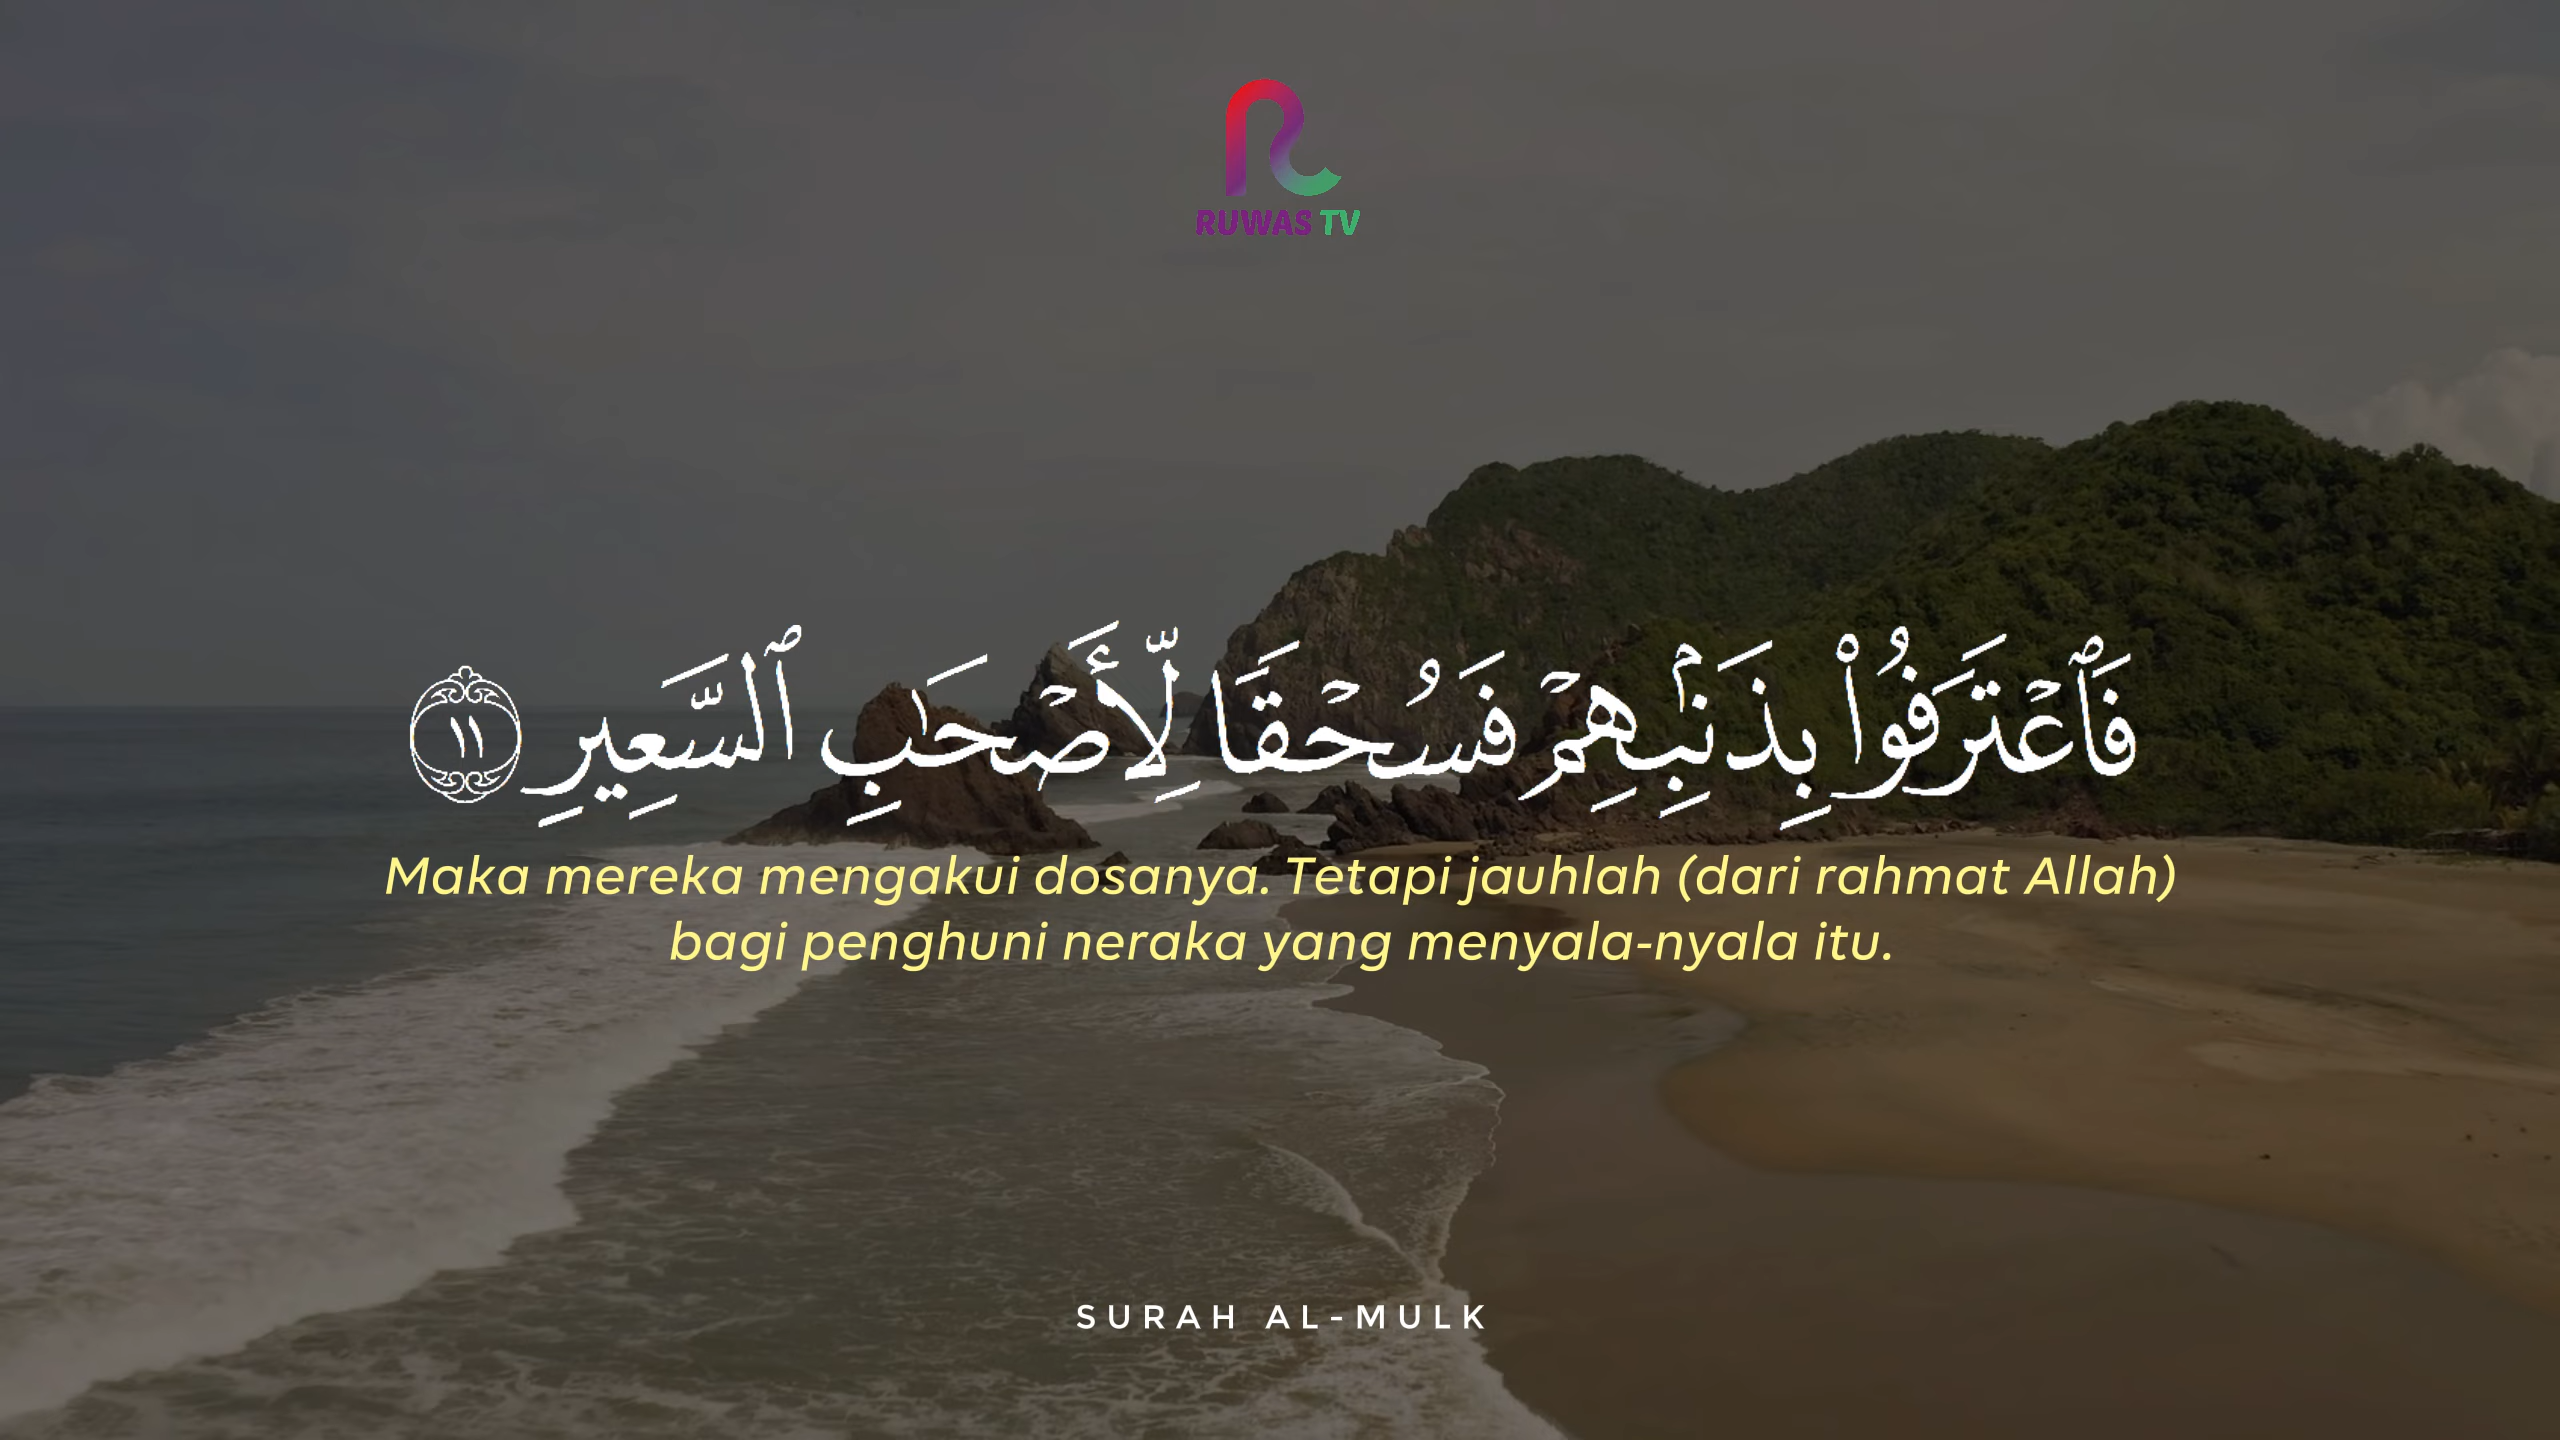 RUWAS TV
فَٱعۡتَرَفُواْ بِذَنۢبِهِمۡ فَسُحۡقٗا لِّأَصۡحَٰبِ ٱلسَّعِيرِ ١١
Maka mereka mengakui dosanya. Tetapi jauhlah (dari rahmat Allah)
bagi penghuni neraka yang menyala-nyala itu.
SURAH AL-MULK